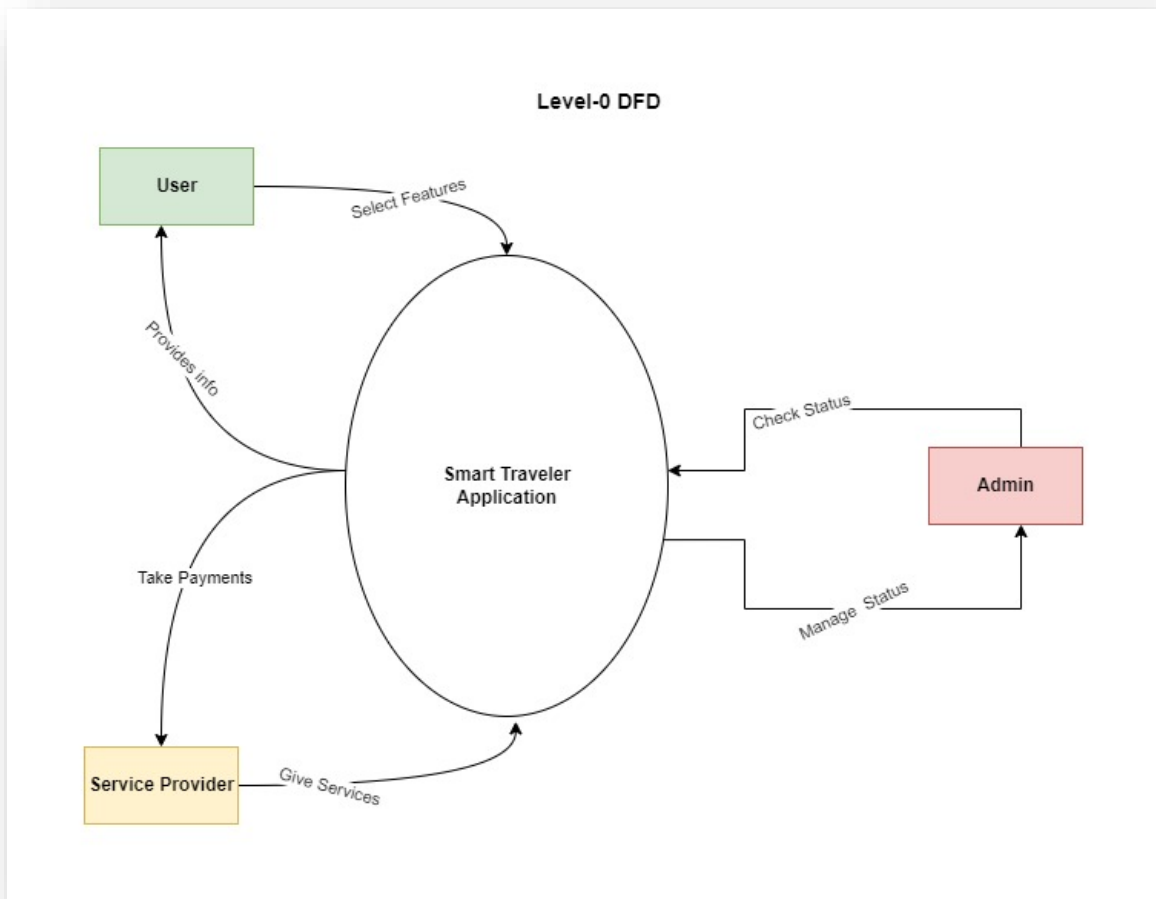 Level-0 DFD
User
Select Features
Provides info
Check Status
Smart Traveler
Application
Admin
Take Payments
Manage Status
Service Provider
Give Services